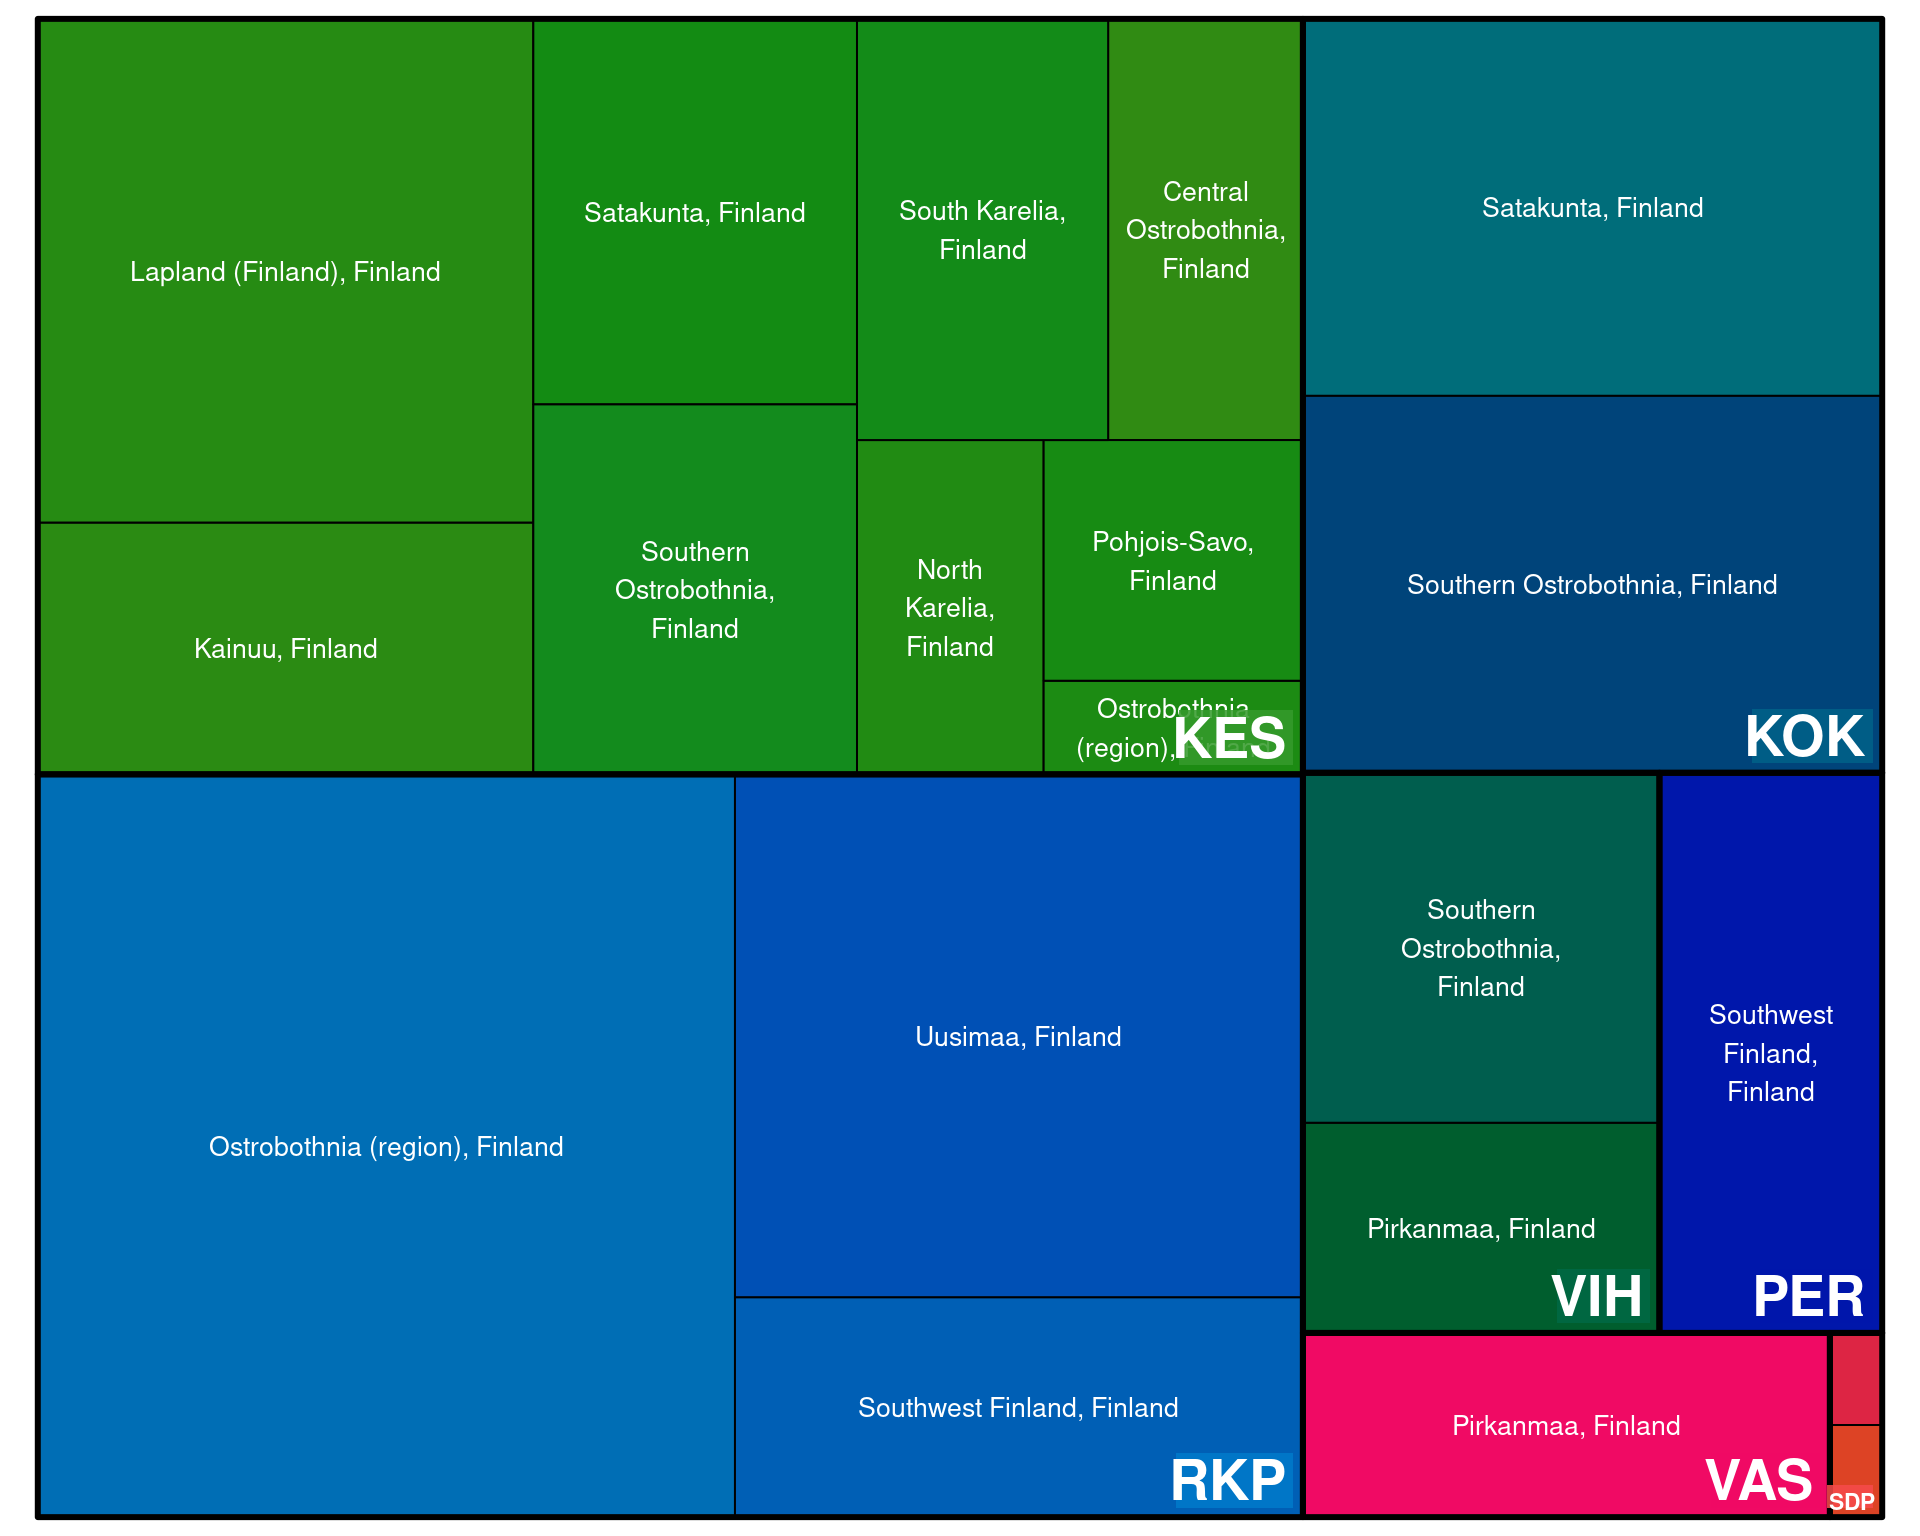 Lapland (Finland), Finland
Kainuu, Finland
Satakunta, Finland
Southern
Ostrobothnia,
Finland
South Karelia,
Finland
Central
Ostrobothnia,
Finland
North
Karelia,
Finland
Pohjois-Savo,
Finland
Ostrobothnia
(region), Finland
KES
Satakunta, Finland
Southern Ostrobothnia, Finland
KOK
Ostrobothnia (region), Finland
Uusimaa, Finland
Southwest Finland, Finland
RKP
Southern
Ostrobothnia,
Finland
Pirkanmaa, Finland
VIH
Southwest
Finland,
Finland
PER
Pirkanmaa, Finland
VAS
SDP